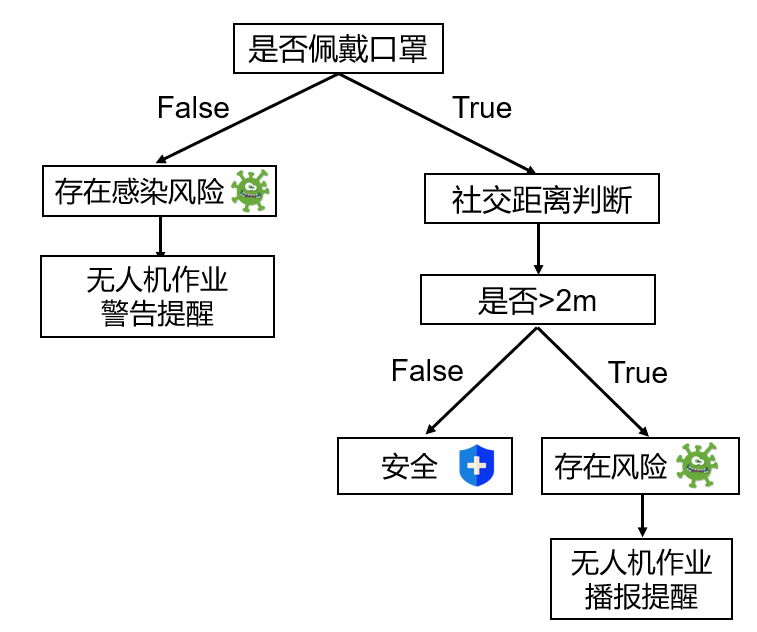 是否佩戴口罩
False
True
存在感染风险
社交距离判断
无人机作业
警告提醒
是否>2m
False
True
安全
存在风险
无人机作业
播报提醒